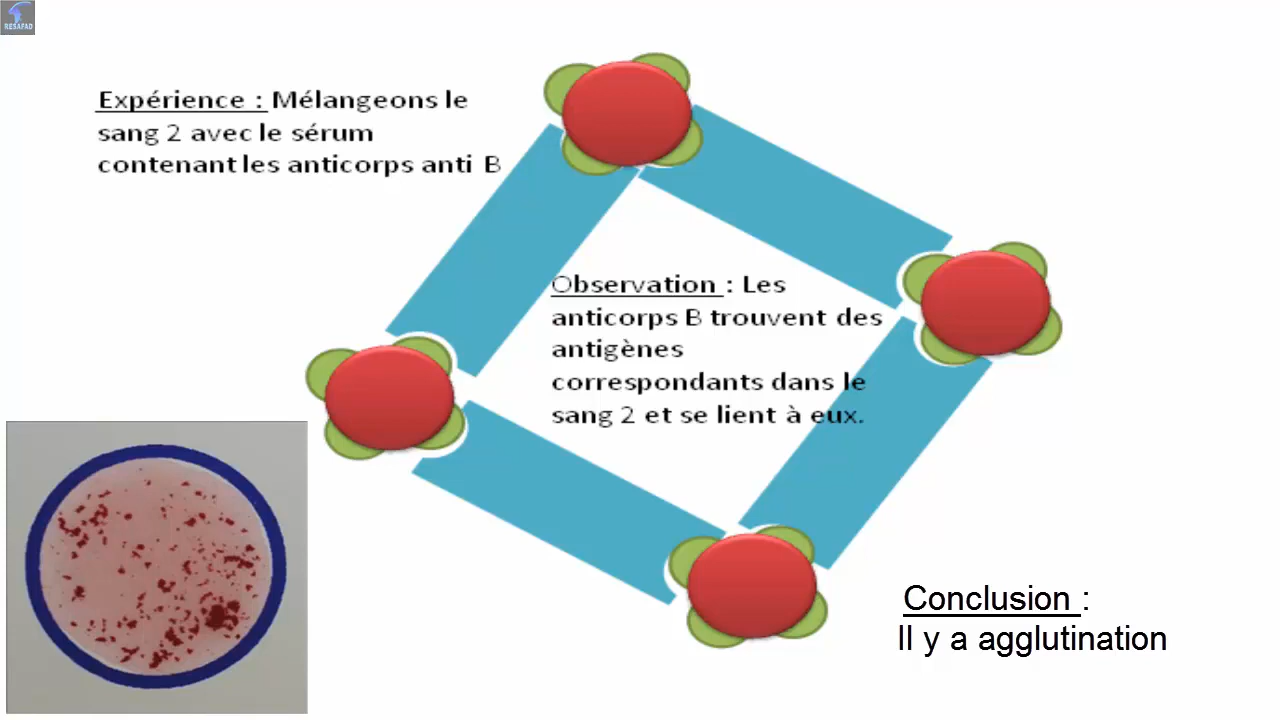 RESAFAD
Expérience : Mélangeons le
sang 2 avec le sérum
contenant les anticorps anti B
Observation : Les
anticorps B trouvent des
antigènes
correspondants dans le
sang 2 et se lient à eux.
Conclusion :
Il y a agglutination